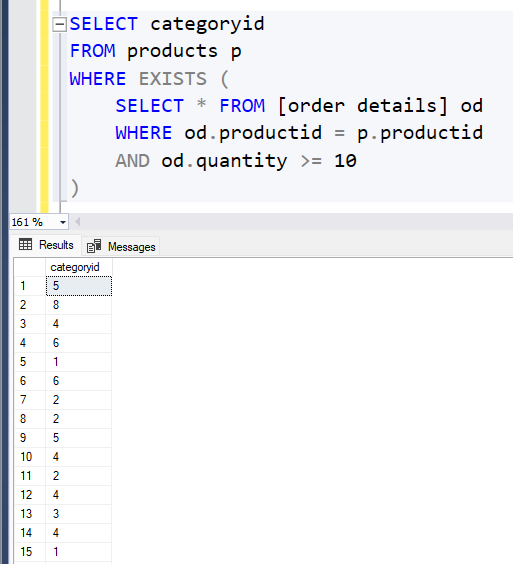 SELECT categoryid
FROM products p
WHERE EXISTS (
SELECT * FROM [order details] od
WHERE od.productid = p.productid
AND od.quantity >= 10
)
161 %
Results Messages
categoryid
1 5
2 8
3 4
4 6
5 1
6 6
7 2
8 2
9 5
10 4
11 2
12 4
13 3
14 4
15 1